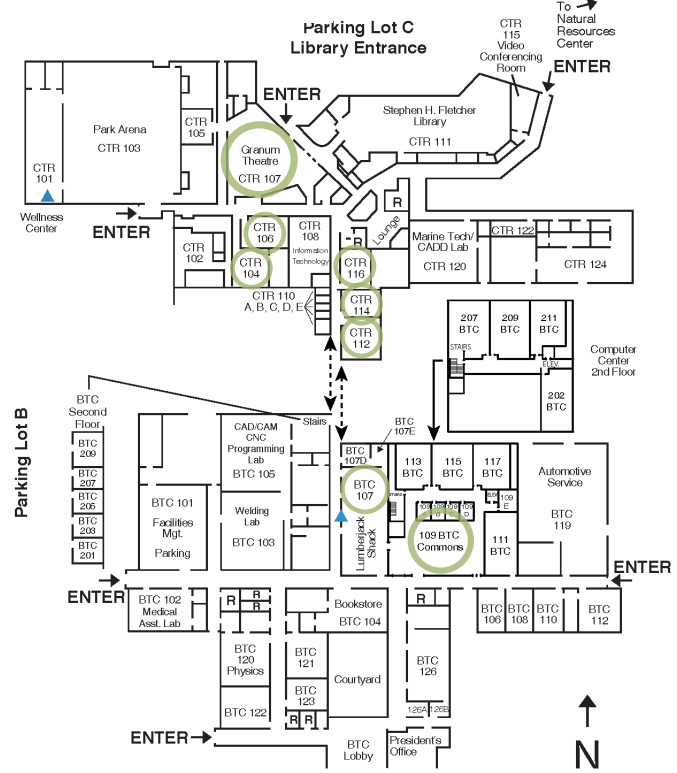 To
Natural
Resources
Center
Parking Lot C
Library Entrance
CTR
115
Video
Conferencing
Room
ENTER
ENTER
Stephen H. Fletcher
Library
CTR 111
Park Arena
CTR 103
CTR
105
Granum
Theatre
CTR 107
CTR
101
Wellness
Center
ENTER
R
Lounge
CTR
106
CTR
108
Information
Technology
R
CTR
102
CTR
104
CTR
116
Marine Tech/
CADD Lab
CTR 120
CTR 122
CTR 124
CTR 110
A, B, C, D, E
CTR
114
CTR
112
207
BTC
209
BTC
211
BTC
STAIRS
ELEV.
202
BTC
Computer
Center
2nd Floor
Parking Lot B
BTC
Second
Floor
Stairs
BTC
209
BTC
207
BTC
205
BTC
203
BTC
201
CAD/CAM
CNC
Programming
Lab
BTC 105
BTC
107E
BTC
107D
BTC
107
113
BTC
115
BTC
117
BTC
Automotive
Service
BTC
119
BTC 101
Facilities
Mgt.
Parking
Welding
Lab
BTC 103
Lumberjack
Shack
109
E
109 BTC
Commons
111
BTC
ENTER
ENTER
BTC 102
Medical
Asst. Lab
R
R
R
Bookstore
BTC 104
R
BTC
106
BTC
108
BTC
110
BTC
112
BTC
120
Physics
BTC
121
Courtyard
BTC
126
BTC
123
BTC 122
R
R
126A
126B
ENTER
BTC
Lobby
President's
Office
N